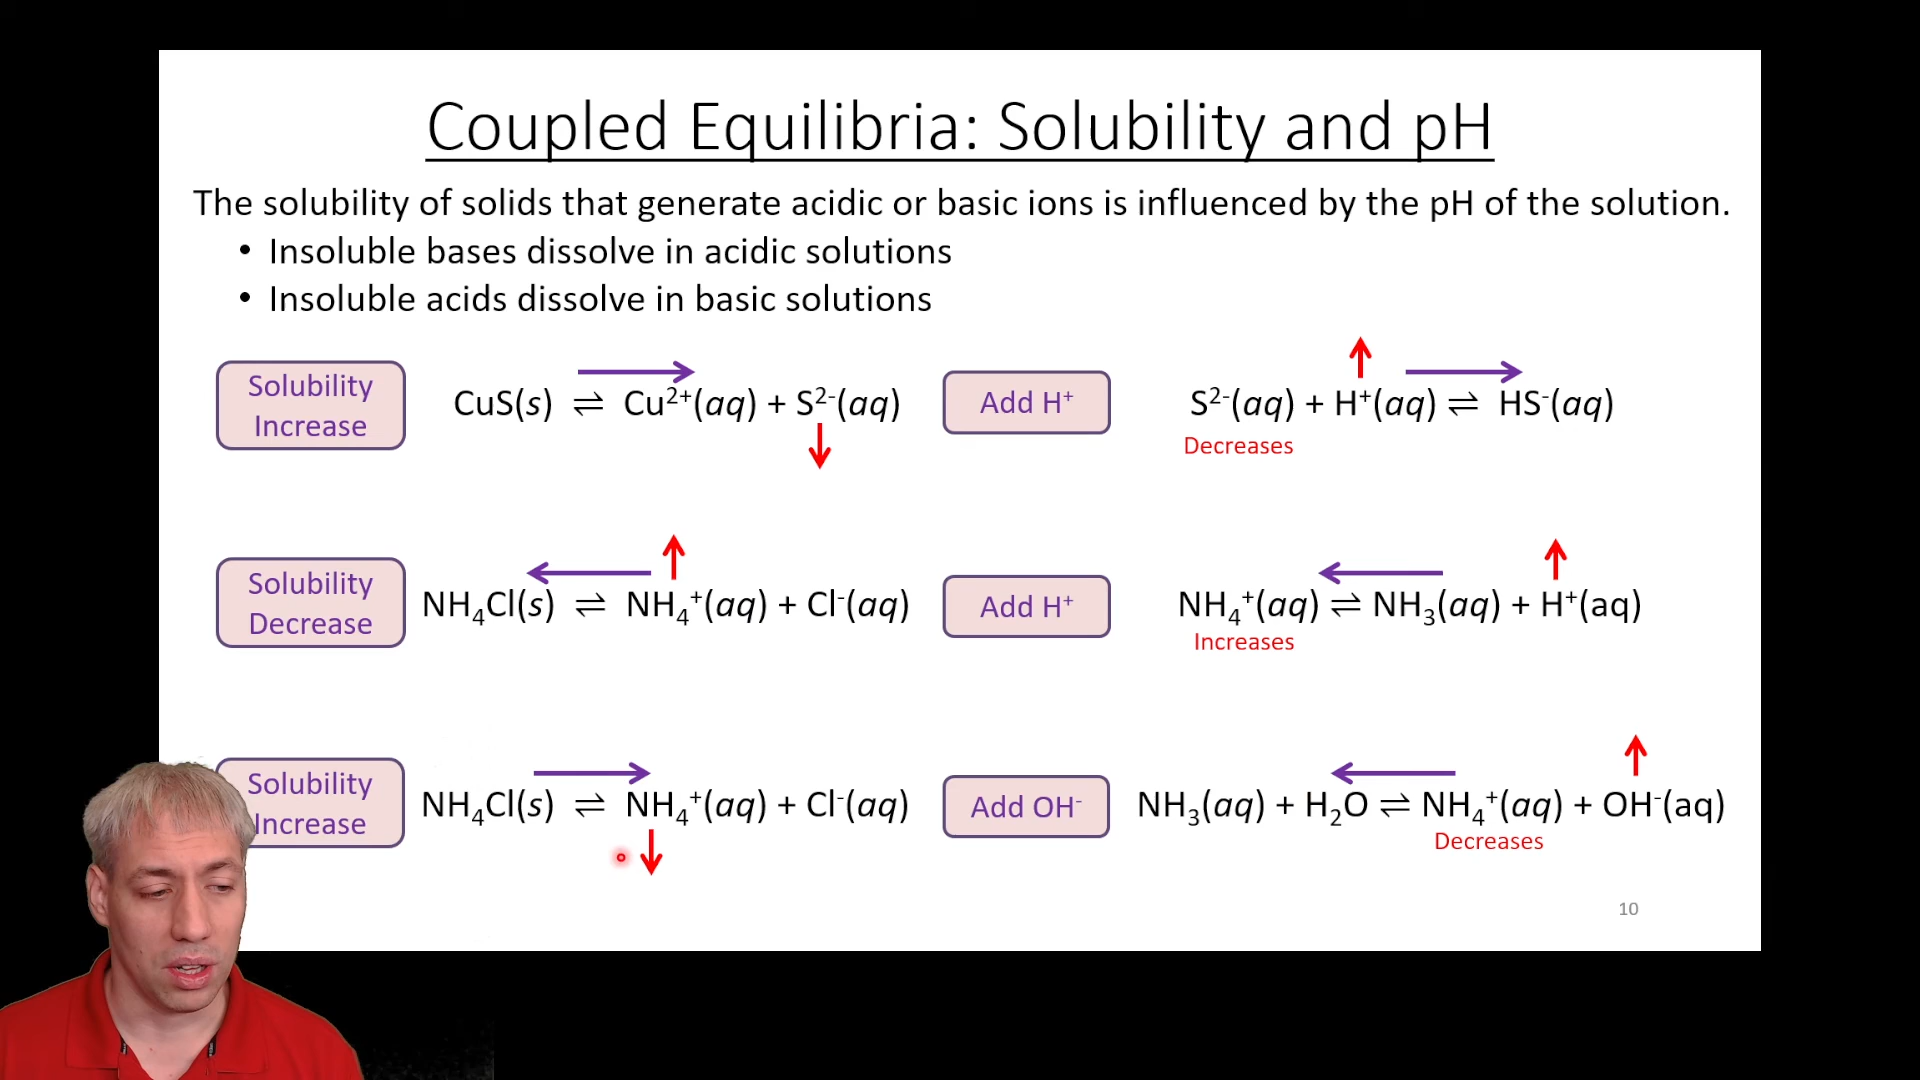 Coupled Equilibria: Solubility and pH
The solubility of solids that generate acidic or basic ions is influenced by the pH of the solution.
• Insoluble bases dissolve in acidic solutions
• Insoluble acids dissolve in basic solutions
Solubility
Increase
CuS(s) ⇌ Cu²⁺(aq) + S²⁻(aq)
Add H⁺
S²⁻(aq) + H⁺(aq) ⇌ HS⁻(aq)
Decreases
Solubility
Decrease
NH₄Cl(s) ⇌ NH₄⁺(aq) + Cl⁻(aq)
Add H⁺
NH₄⁺(aq) ⇌ NH₃(aq) + H⁺(aq)
Increases
Solubility
Increase
NH₄Cl(s) ⇌ NH₄⁺(aq) + Cl⁻(aq)
Add OH⁻
NH₃(aq) + H₂O ⇌ NH₄⁺(aq) + OH⁻(aq)
Decreases
10